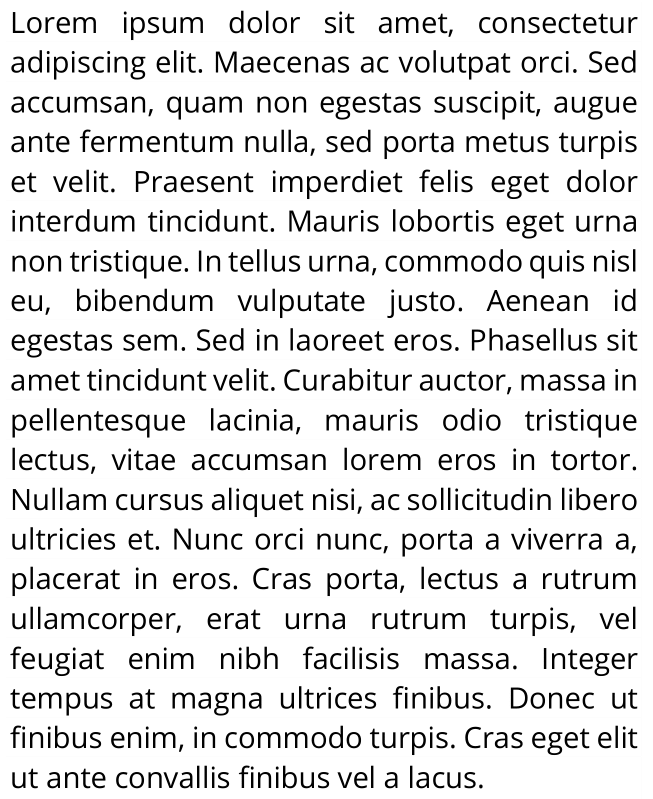 Lorem ipsum dolor sit amet, consectetur
adipiscing elit. Maecenas ac volutpat orci. Sed
accumsan, quam non egestas suscipit, augue
ante fermentum nulla, sed porta metus turpis
et velit. Praesent imperdiet felis eget dolor
interdum tincidunt. Mauris lobortis eget urna
non tristique. In tellus urna, commodo quis nisl
eu, bibendum vulputate justo. Aenean id
egestas sem. Sed in laoreet eros. Phasellus sit
amet tincidunt velit. Curabitur auctor, massa in
pellentesque lacinia, mauris odio tristique
lectus, vitae accumsan lorem eros in tortor.
Nullam cursus aliquet nisi, ac sollicitudin libero
ultricies et. Nunc orci nunc, porta a viverra a,
placerat in eros. Cras porta, lectus a rutrum
ullamcorper, erat urna rutrum turpis, vel
feugiat enim nibh facilisis massa. Integer
tempus at magna ultrices finibus. Donec ut
finibus enim, in commodo turpis. Cras eget elit
ut ante convallis finibus vel a lacus.